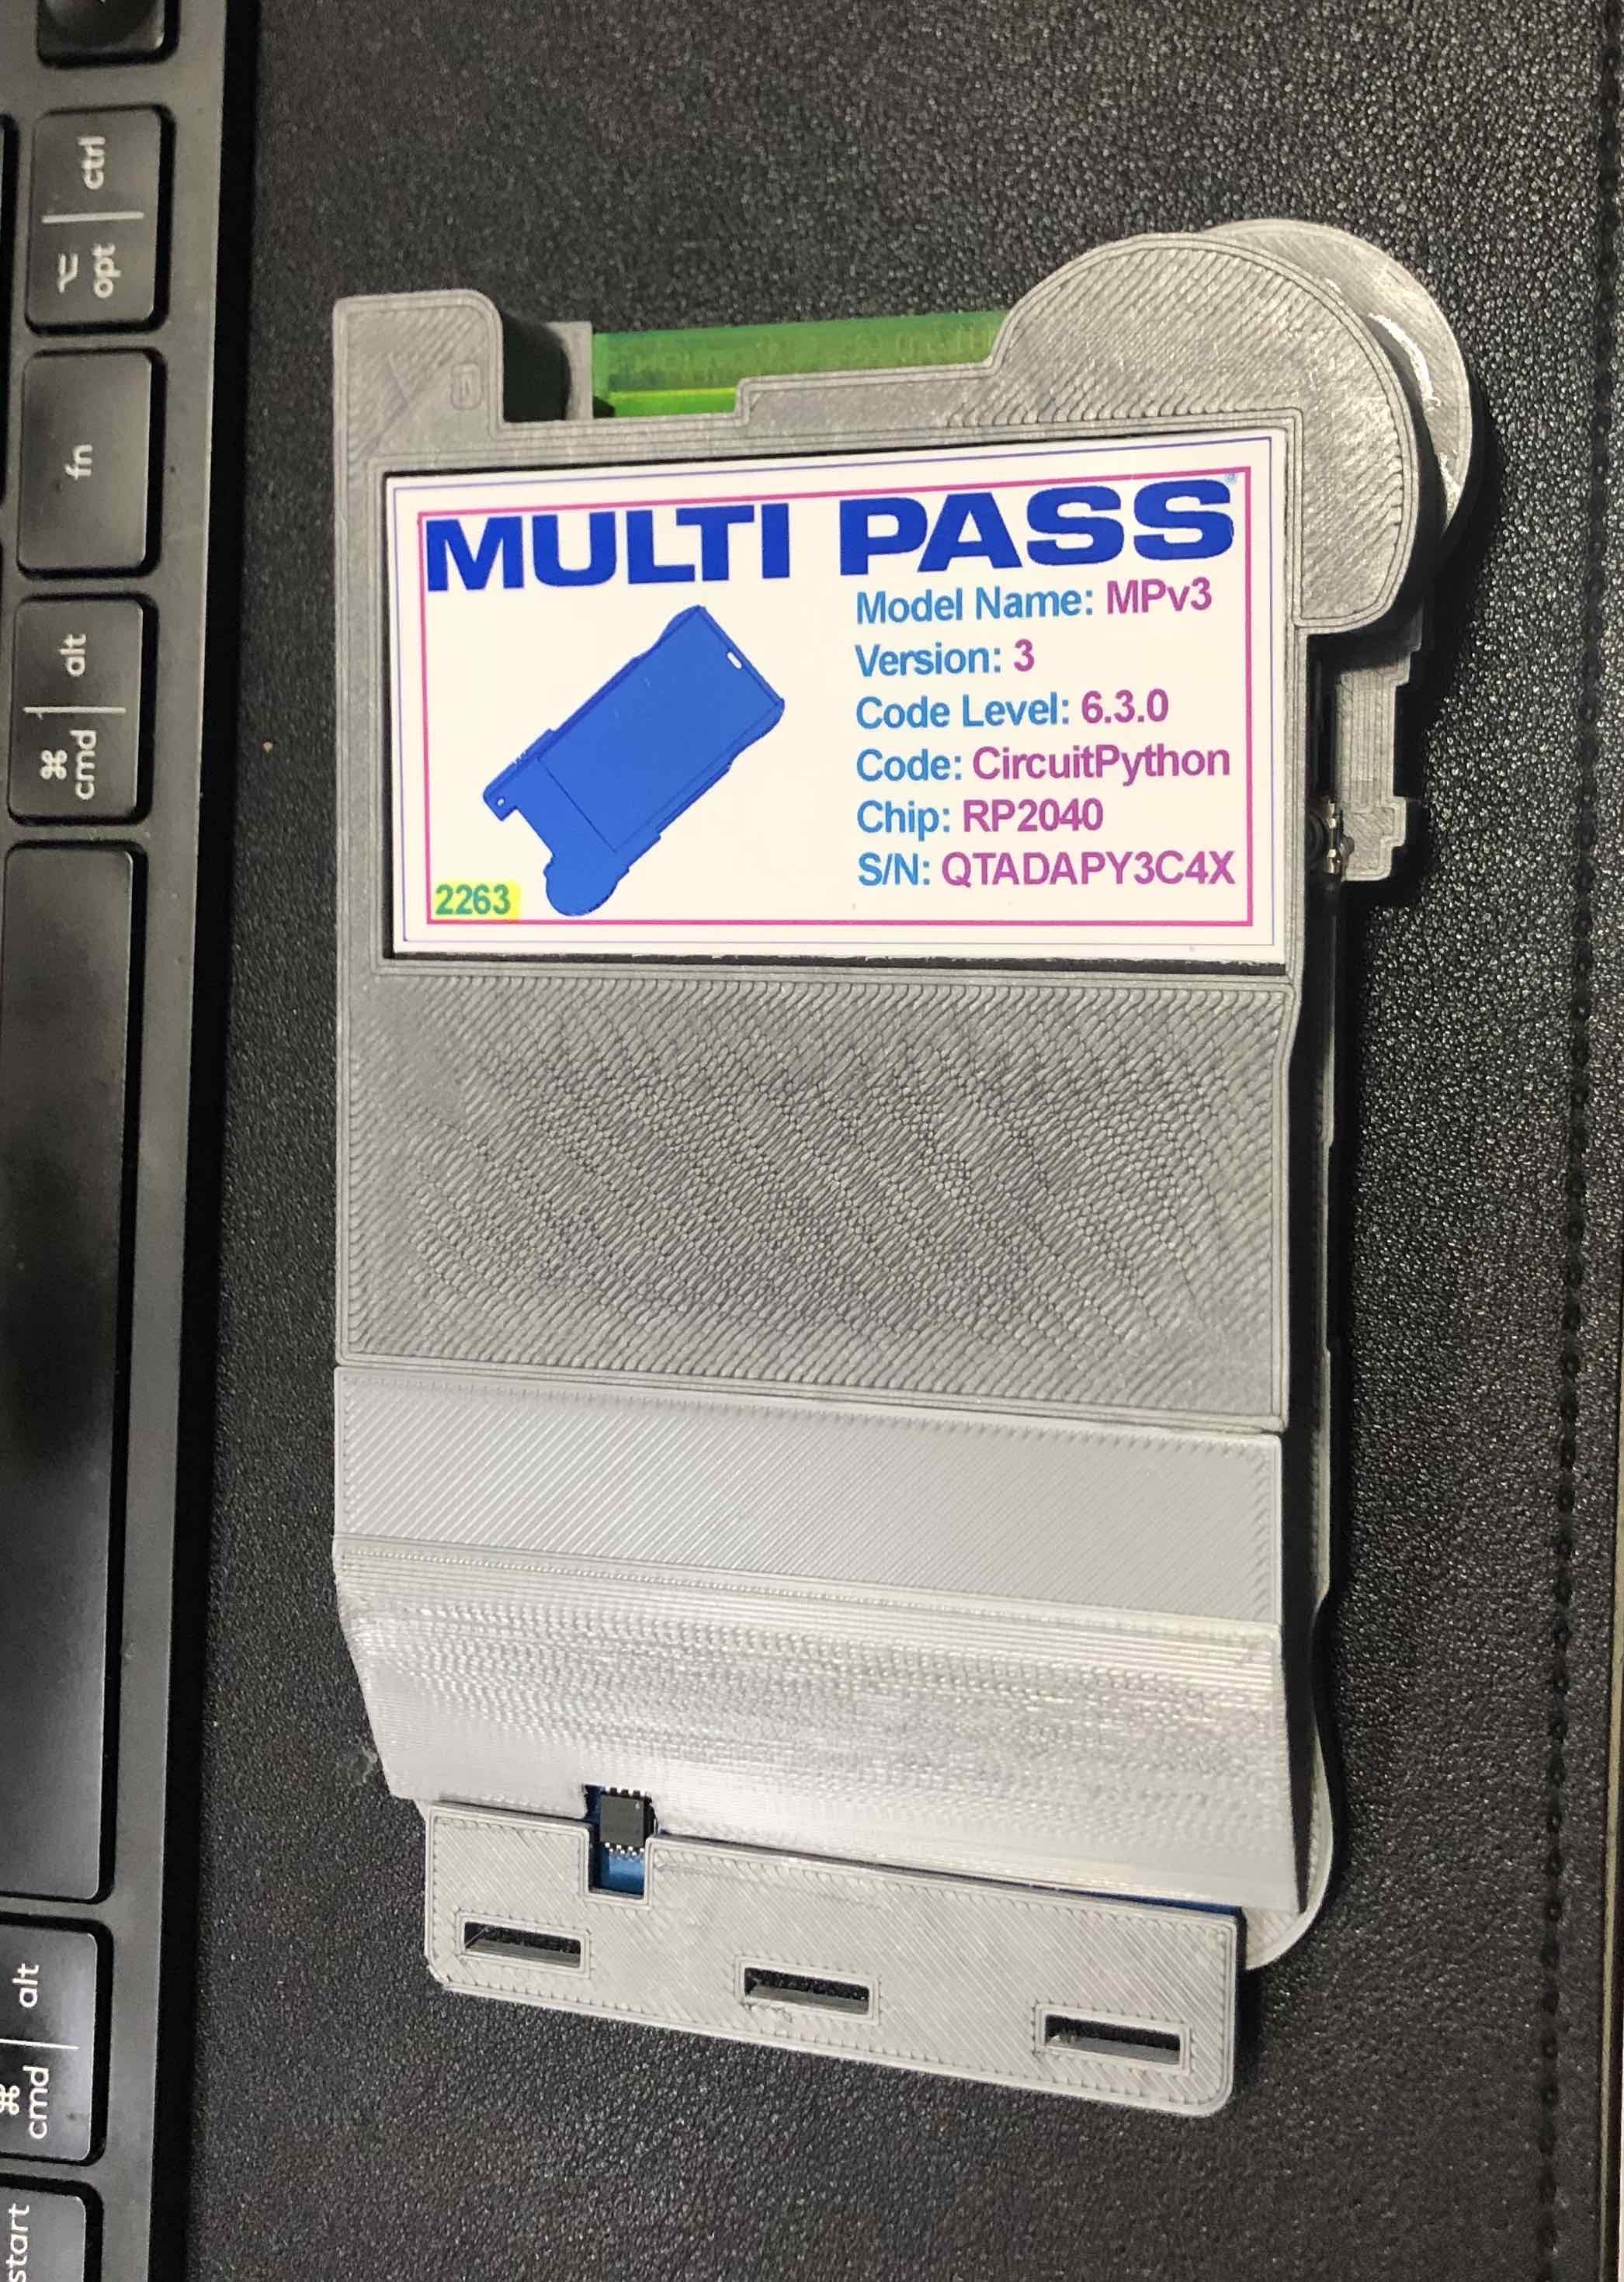 MULTI PASS®
Model Name: MPv3
Version: 3
Code Level: 6.3.0
Code: CircuitPython
Chip: RP2040
S/N: QTADAPY3C4X
2263
ctrl
⌥ opt
fn
alt
⌘ cmd
alt
⌘ cmd
start